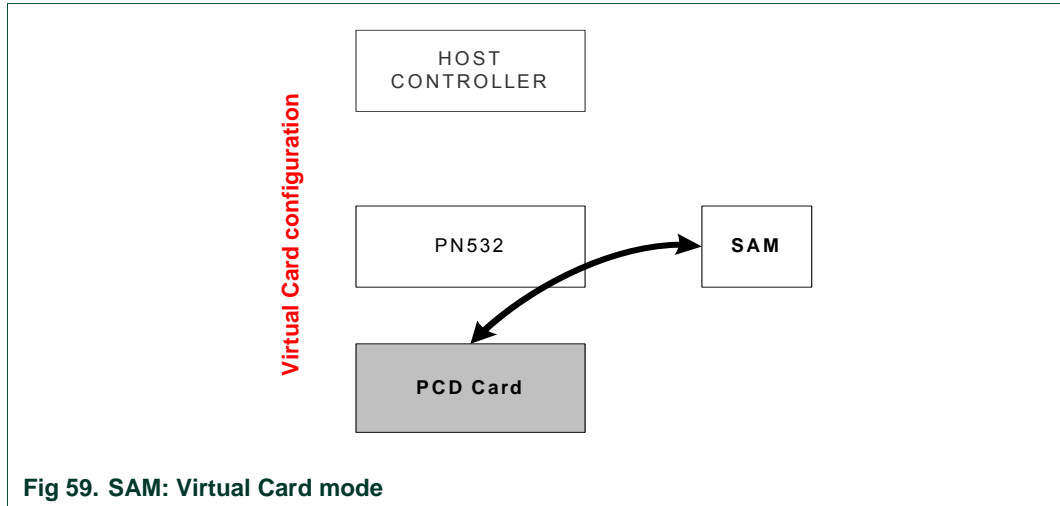 HOST
CONTROLLER
Virtual Card configuration
PN532
SAM
PCD Card
Fig 59. SAM: Virtual Card mode